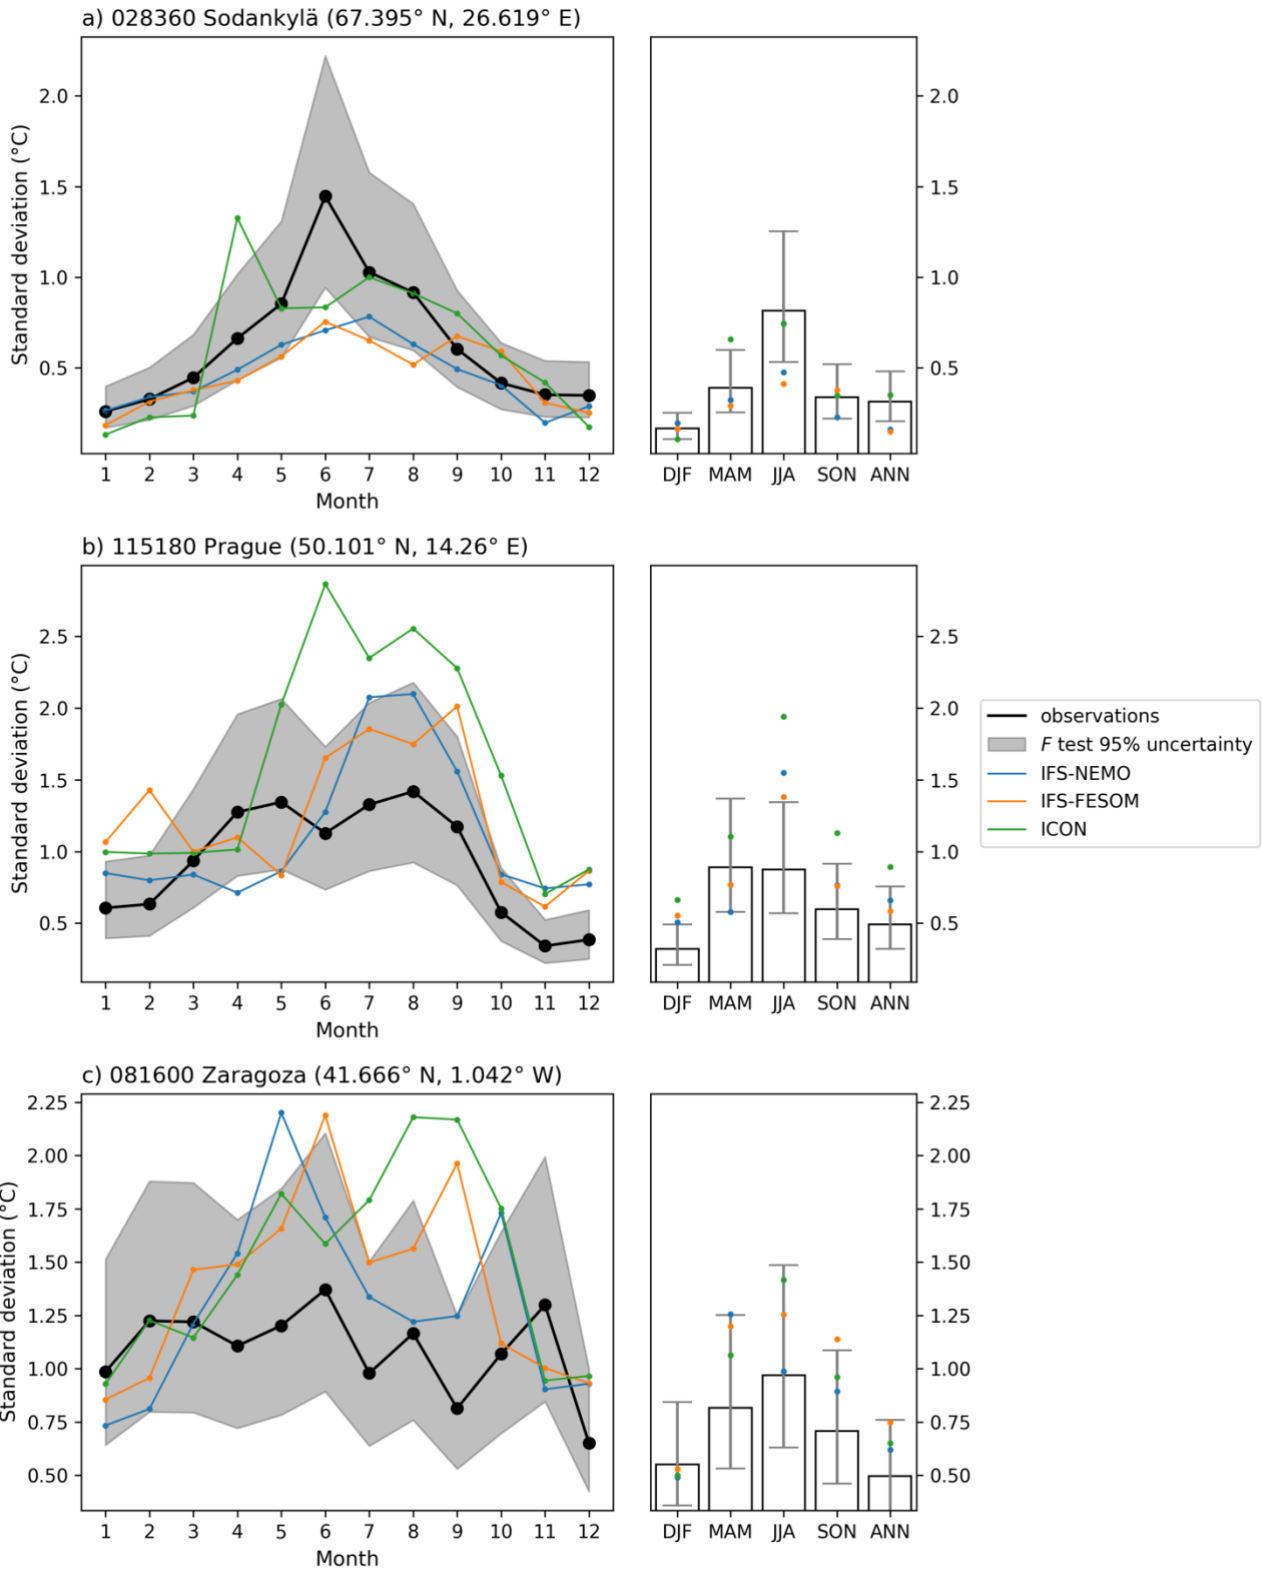 a) 028360 Sodankylä (67.395° N, 26.619° E)
Standard deviation (°C)
2.0
1.5
1.0
0.5
1 2 3 4 5 6 7 8 9 10 11 12
Month
2.0
1.5
1.0
0.5
DJF MAM JJA SON ANN
b) 115180 Prague (50.101° N, 14.26° E)
Standard deviation (°C)
2.5
2.0
1.5
1.0
0.5
1 2 3 4 5 6 7 8 9 10 11 12
Month
2.5
2.0
1.5
1.0
0.5
DJF MAM JJA SON ANN
observations
F test 95% uncertainty
IFS-NEMO
IFS-FESOM
ICON
c) 081600 Zaragoza (41.666° N, 1.042° W)
Standard deviation (°C)
2.25
2.00
1.75
1.50
1.25
1.00
0.75
0.50
1 2 3 4 5 6 7 8 9 10 11 12
Month
2.25
2.00
1.75
1.50
1.25
1.00
0.75
0.50
DJF MAM JJA SON ANN